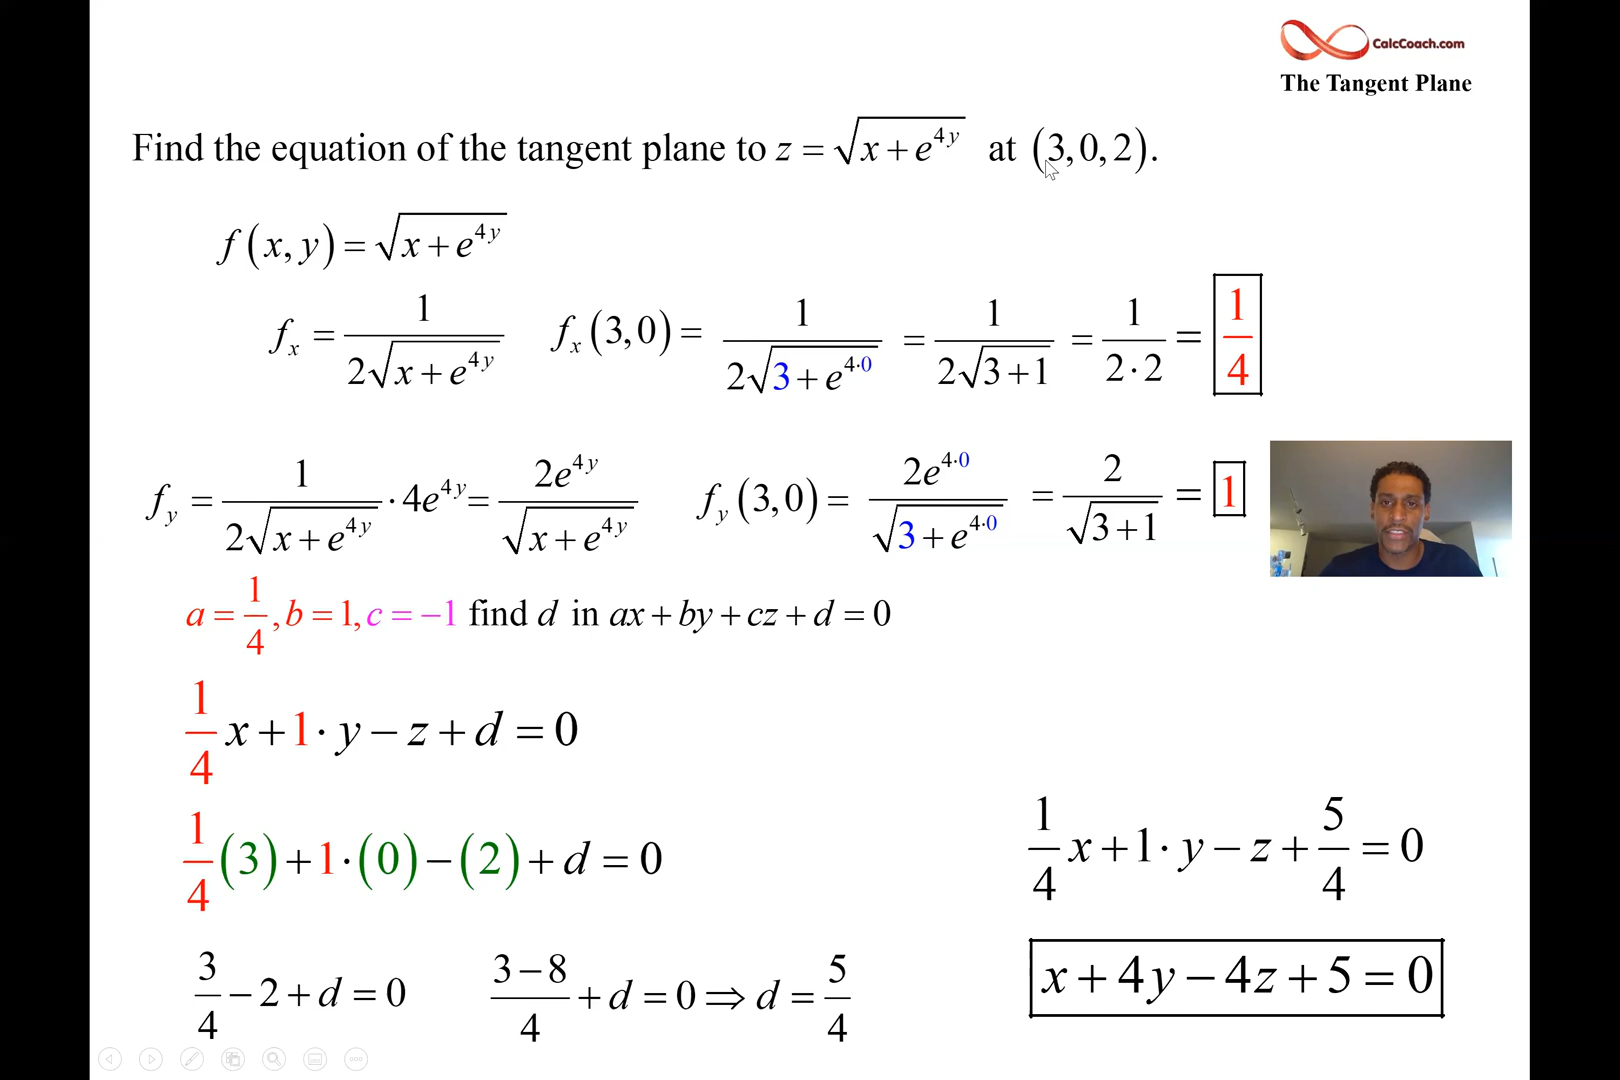 CalcCoach.com
The Tangent Plane
Find the equation of the tangent plane to z = √(x + e^{4y}) at (3, 0, 2).
f(x, y) = √(x + e^{4y})
f_x = 1/(2√(x + e^{4y})) f_x(3,0) = 1/(2√(3 + e^{4·0})) = 1/(2√(3+1)) = 1/(2·2) = 1/4
f_y = 1/(2√(x + e^{4y})) · 4e^{4y} = 2e^{4y}/√(x + e^{4y}) f_y(3,0) = 2e^{4·0}/√(3 + e^{4·0}) = 2/√(3+1) = 1
a = 1/4, b = 1, c = −1 find d in ax + by + cz + d = 0
1/4 x + 1· y − z + d = 0
1/4 (3) + 1·(0) − (2) + d = 0
3/4 − 2 + d = 0 (3−8)/4 + d = 0 ⇒ d = 5/4
1/4 x + 1· y − z + 5/4 = 0
x + 4y − 4z + 5 = 0